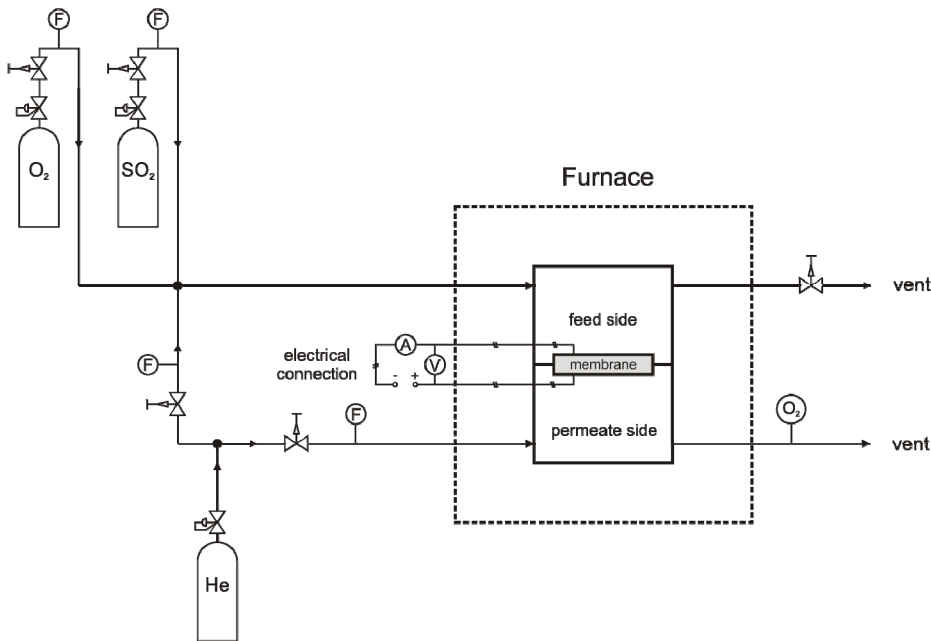 F
F
O₂
SO₂
Furnace
vent
feed side
A
electrical
connection
V
membrane
F
- +
F
O₂
permeate side
vent
He